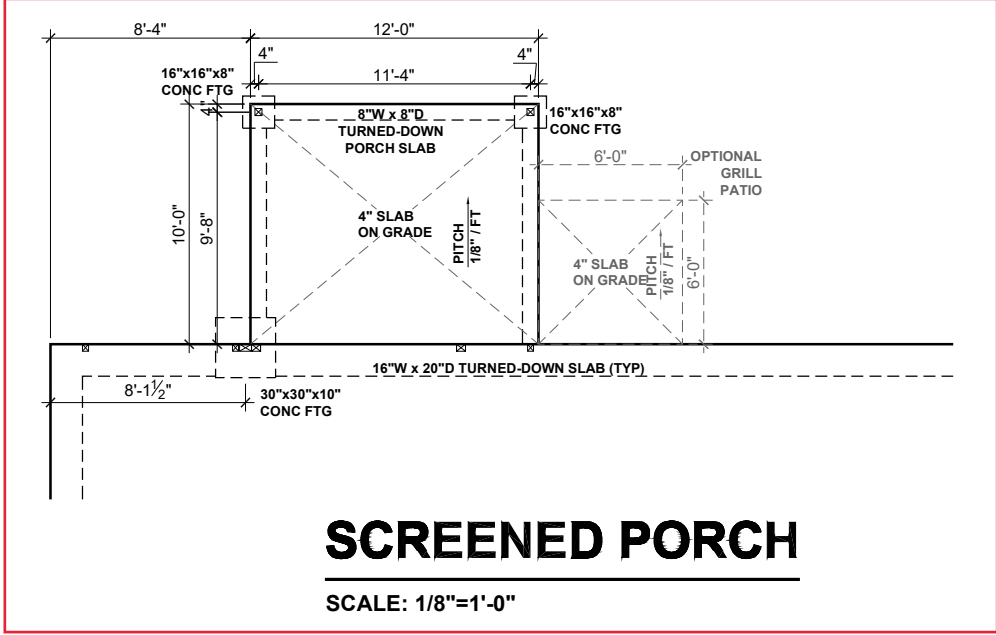 8'-4"
12'-0"
4"
4"
11'-4"
16"x16"x8"
CONC FTG
4"
8"W x 8"D
TURNED-DOWN
PORCH SLAB
16"x16"x8"
CONC FTG
6'-0"
OPTIONAL
GRILL
PATIO
10'-0"
9'-8"
4" SLAB
ON GRADE
PITCH
1/8" / FT
4" SLAB
ON GRADE
PITCH
1/8" / FT
6'-0"
16"W x 20"D TURNED-DOWN SLAB (TYP)
8'-1½"
30"x30"x10"
CONC FTG
SCREENED PORCH
SCALE: 1/8"=1'-0"